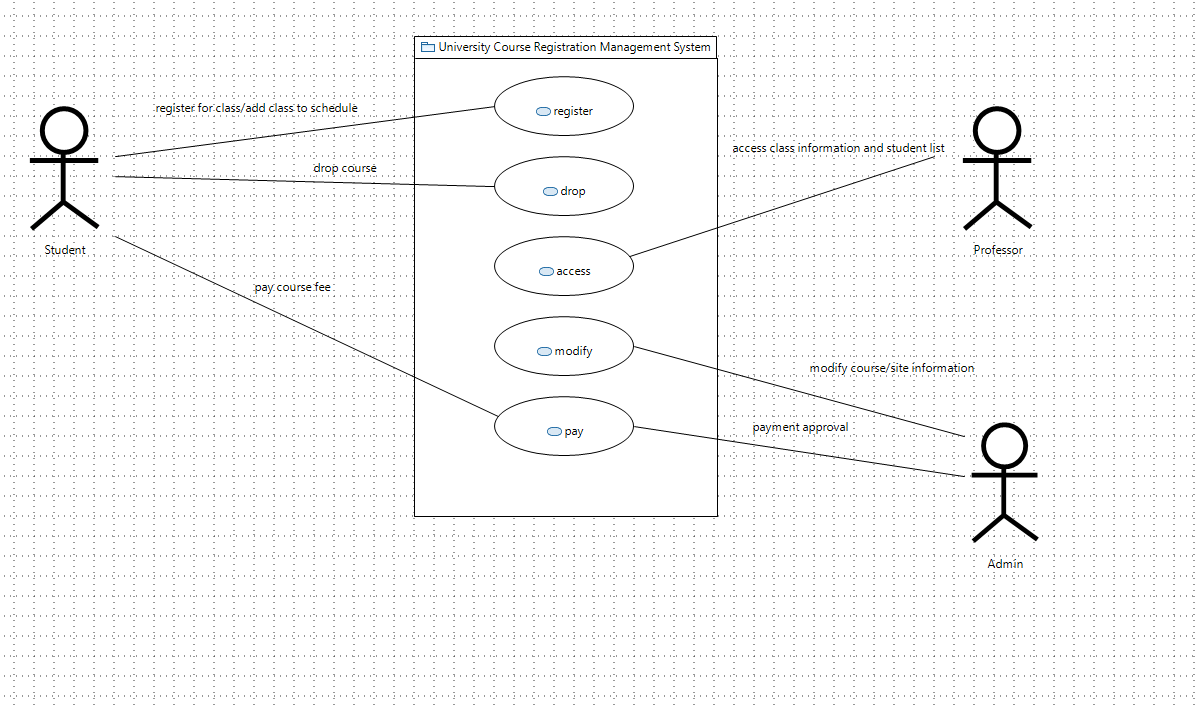 University Course Registration Management System
register for class/add class to schedule
register
access class information and student list
drop course
drop
Student
access
Professor
pay course fee
modify
modify course/site information
pay
payment approval
Admin